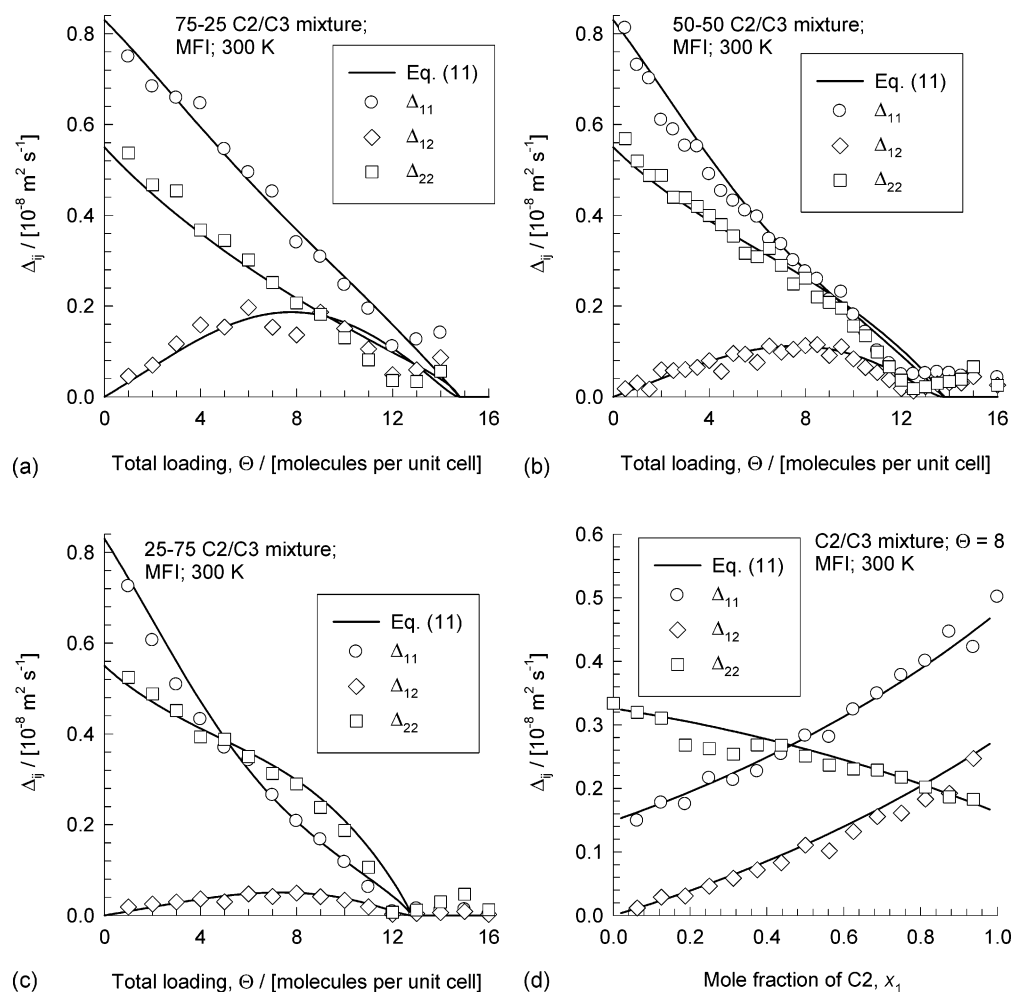 75-25 C2/C3 mixture;
MFI; 300 K
Eq. (11)
Δ11
Δ12
Δ22
0.8
0.6
0.4
0.2
0.0
Δij / [10-8 m2 s-1]
0 4 8 12 16
(a) Total loading, Θ / [molecules per unit cell]
50-50 C2/C3 mixture;
MFI; 300 K
Eq. (11)
Δ11
Δ12
Δ22
0.8
0.6
0.4
0.2
0.0
Δij / [10-8 m2 s-1]
0 4 8 12 16
(b) Total loading, Θ / [molecules per unit cell]
25-75 C2/C3 mixture;
MFI; 300 K
Eq. (11)
Δ11
Δ12
Δ22
0.8
0.6
0.4
0.2
0.0
Δij / [10-8 m2 s-1]
0 4 8 12 16
(c) Total loading, Θ / [molecules per unit cell]
C2/C3 mixture; Θ = 8
MFI; 300 K
Eq. (11)
Δ11
Δ12
Δ22
0.6
0.5
0.4
0.3
0.2
0.1
0.0
Δij / [10-8 m2 s-1]
0.0 0.2 0.4 0.6 0.8 1.0
(d) Mole fraction of C2, x1